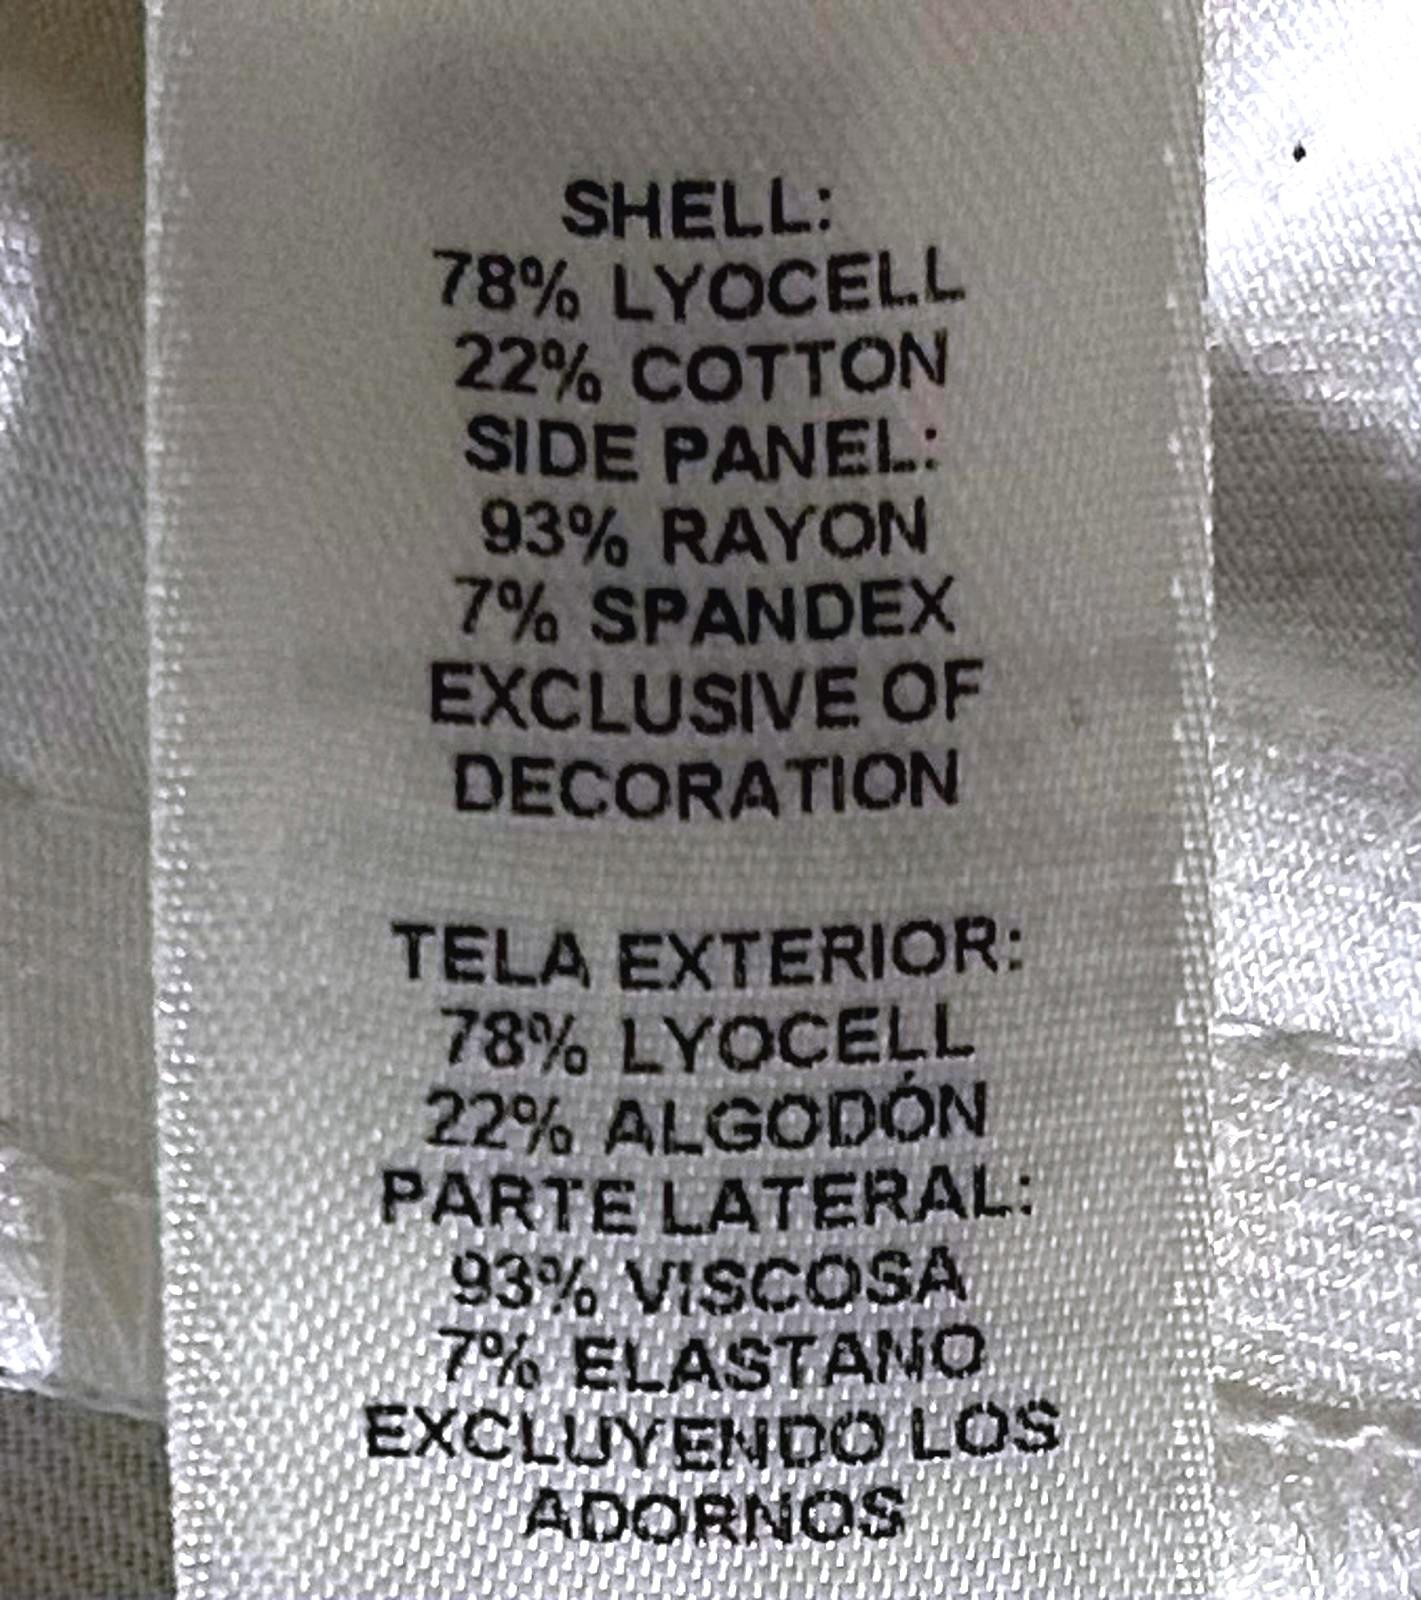 SHELL:
78% LYOCELL
22% COTTON
SIDE PANEL:
93% RAYON
7% SPANDEX
EXCLUSIVE OF
DECORATION
TELA EXTERIOR:
78% LYOCELL
22% ALGODÓN
PARTE LATERAL:
93% VISCOSA
7% ELASTANO
EXCLUYENDO LOS
ADORNOS